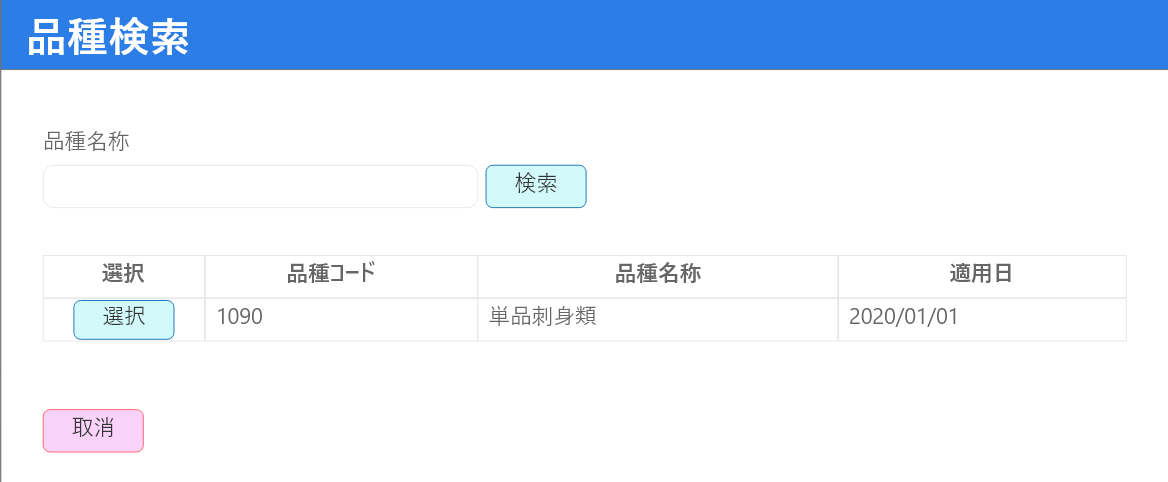 品種検索
品種名称
検索
選択 品種ｺｰﾄﾞ 品種名称 適用日
選択 1090 単品刺身類 2020/01/01
取消